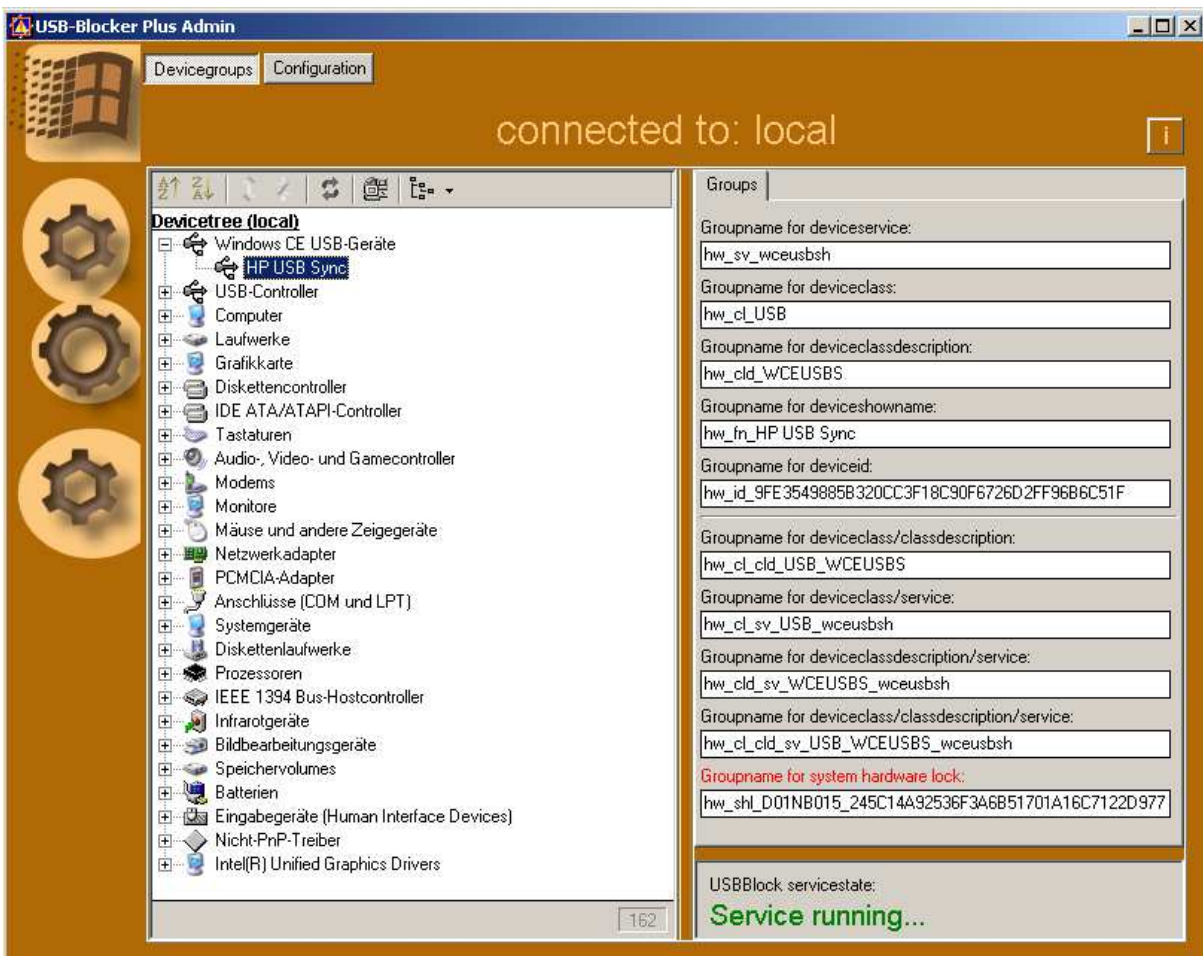 USB-Blocker Plus Admin
Devicegroups Configuration
connected to: local
i
Devicetree (local)
Windows CE USB-Geräte
HP USB Sync
USB-Controller
Computer
Laufwerke
Grafikkarte
Diskettencontroller
IDE ATA/ATAPI-Controller
Tastaturen
Audio-, Video- und Gamecontroller
Modems
Monitore
Mäuse und andere Zeigegeräte
Netzwerkadapter
PCMCIA-Adapter
Anschlüsse (COM und LPT)
Systemgeräte
Diskettenlaufwerke
Prozessoren
IEEE 1394 Bus-Hostcontroller
Infrarotgeräte
Bildbearbeitungsgeräte
Speichervolumes
Batterien
Eingabegeräte (Human Interface Devices)
Nicht-PnP-Treiber
Intel(R) Unified Graphics Drivers
162
Groups
Groupname for deviceservice:
hw_sv_wceusbsh
Groupname for deviceclass:
hw_cl_USB
Groupname for deviceclassdescription:
hw_cld_WCEUSBS
Groupname for deviceshowname:
hw_fn_HP USB Sync
Groupname for deviceid:
hw_id_9FE3549885B320CC3F18C90F6726D2FF96B6C51F
Groupname for deviceclass/classdescription:
hw_cl_cld_USB_WCEUSBS
Groupname for deviceclass/service:
hw_cl_sv_USB_wceusbsh
Groupname for deviceclassdescription/service:
hw_cld_sv_WCEUSBS_wceusbsh
Groupname for deviceclass/classdescription/service:
hw_cl_cld_sv_USB_WCEUSBS_wceusbsh
Groupname for system hardware lock:
hw_shl_D01NB015_245C14A92536F3A6B51701A16C7122D977
USBBlock servicestate:
Service running...